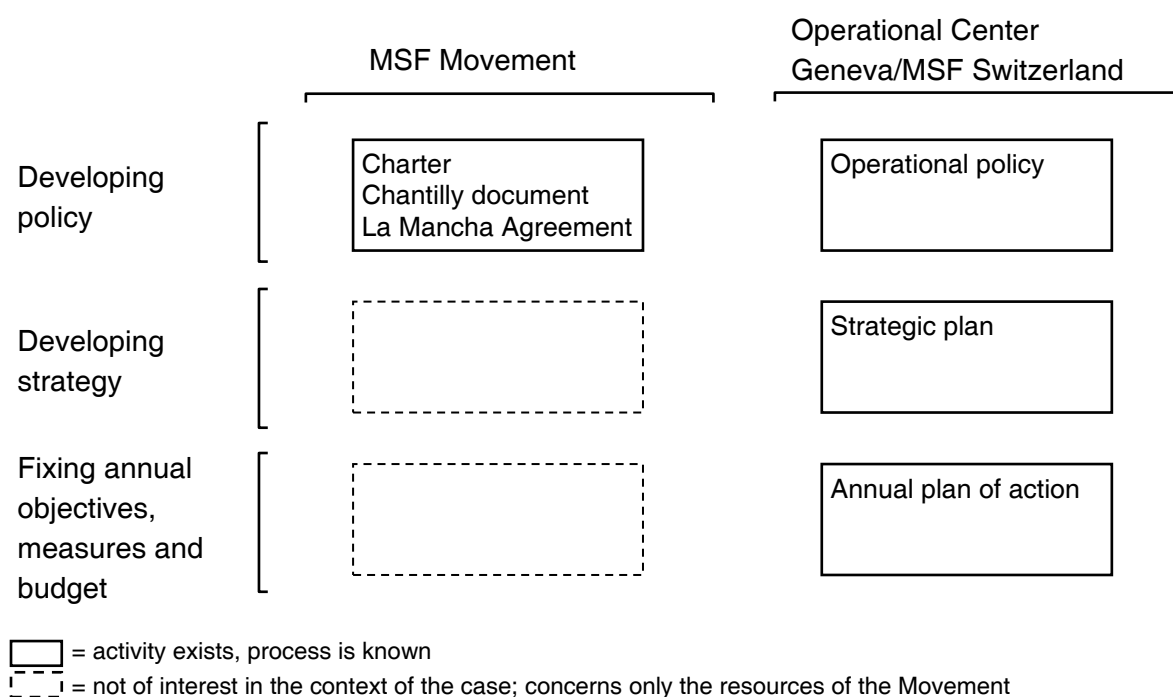 MSF Movement
Operational Center
Geneva/MSF Switzerland
Developing
policy
Charter
Chantilly document
La Mancha Agreement
Operational policy
Developing
strategy
Strategic plan
Fixing annual
objectives,
measures and
budget
Annual plan of action
= activity exists, process is known
= not of interest in the context of the case; concerns only the resources of the Movement